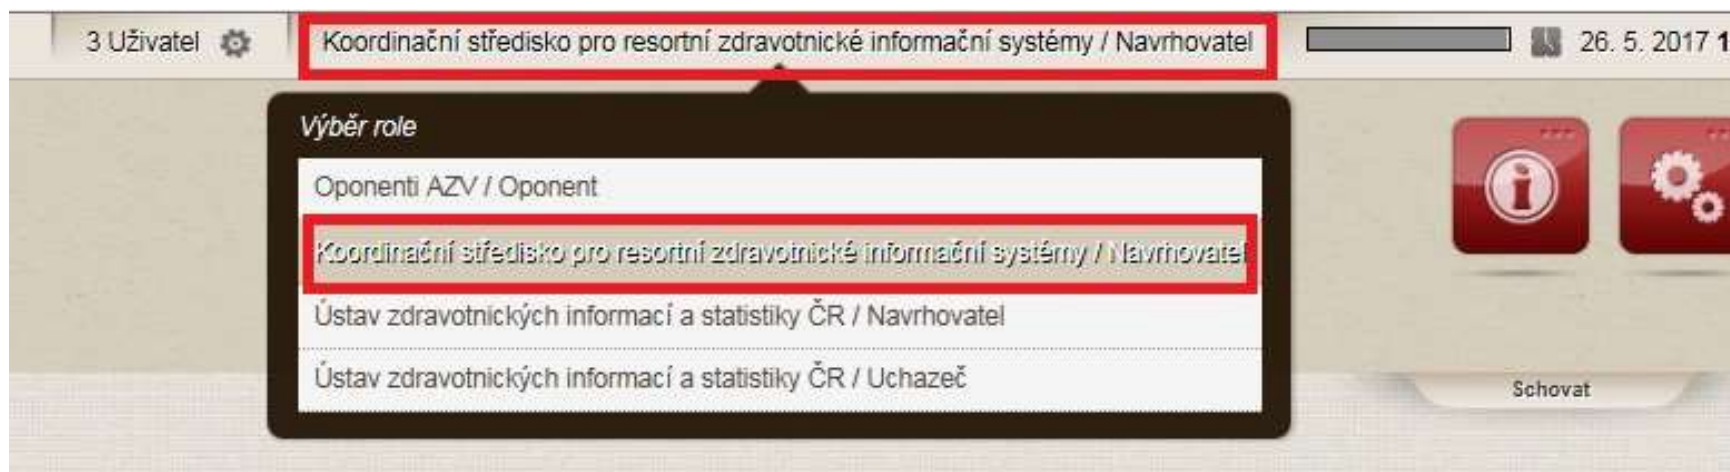 3 Uživatel
Koordinační středisko pro resortní zdravotnické informační systémy / Navrhovatel
26. 5. 2017 1
Výběr role
Oponenti AZV / Oponent
Koordinační středisko pro resortní zdravotnické informační systémy / Navrhovatel
Ústav zdravotnických informací a statistiky ČR / Navrhovatel
Ústav zdravotnických informací a statistiky ČR / Uchazeč
Schovat